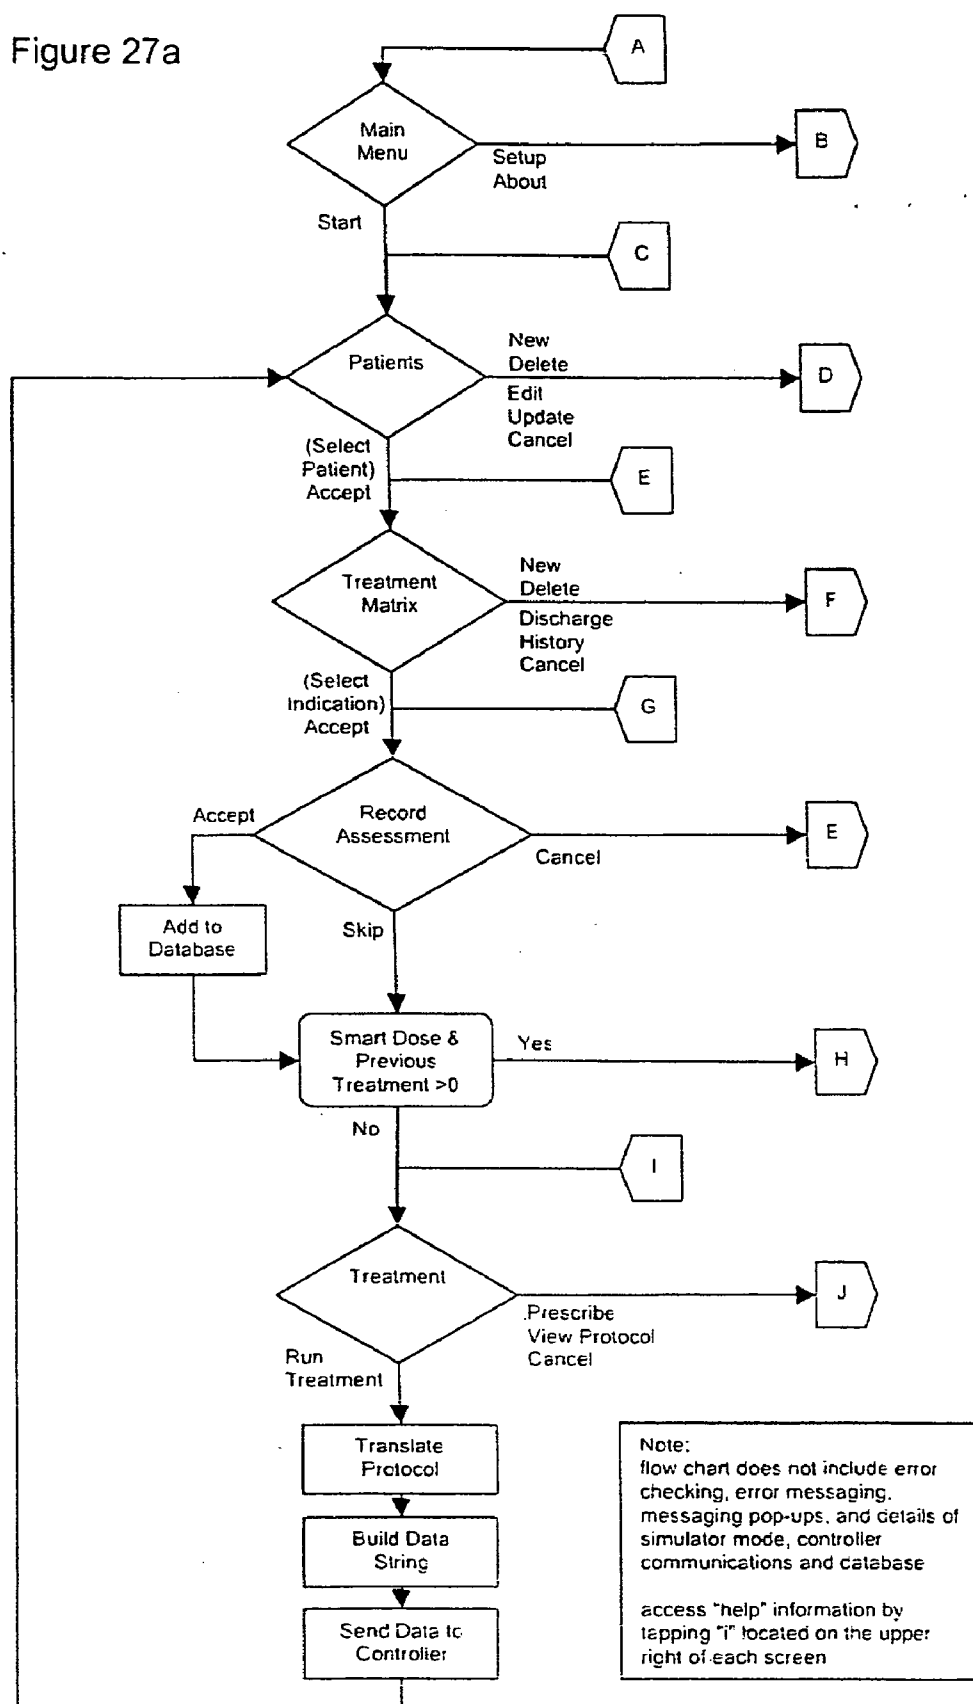 Figure 27a
A
Main
Menu
B
Setup
About
Start
C
Patients
New
Delete
D
Edit
Update
Cancel
(Select
Patient)
Accept
E
Treatment
Matrix
New
Delete
F
Discharge
History
Cancel
(Select
Indication)
Accept
G
Accept
Record
Assessment
E
Cancel
Add to
Database
Skip
Smart Dose &
Previous
Treatment >0
Yes
H
No
I
Treatment
J
Prescribe
View Protocol
Cancel
Run
Treatment
Translate
Protocol
Build Data
String
Send Data to
Controller
Note:
flow chart does not include error
checking, error messaging,
messaging pop-ups, and details of
simulator mode, controller
communications and database
access "help" information by
tapping "i" located on the upper
right of each screen